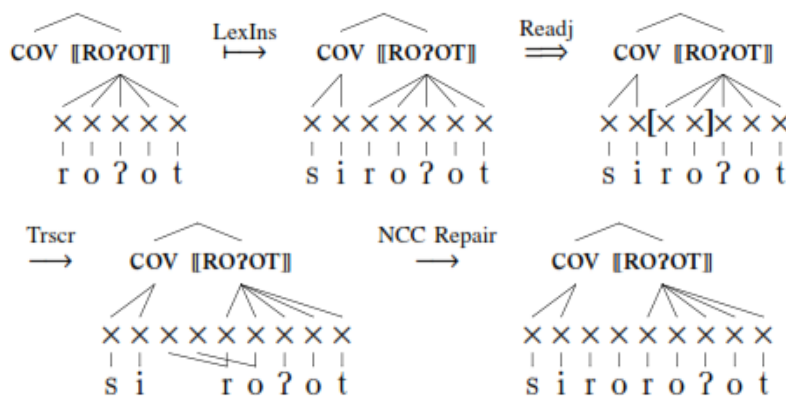 LexIns Readj
COV ⟦ROʔOT⟧ ⟼ COV ⟦ROʔOT⟧ ⟹ COV ⟦ROʔOT⟧
× × × × × × × × × × × × × × [× ×] × × ×
r o ʔ o t s i r o ʔ o t s i r o ʔ o t
Trscr NCC Repair
⟶ COV ⟦ROʔOT⟧ ⟶ COV ⟦ROʔOT⟧
× × × × × × × × × × × × × × × × × ×
s i r o ʔ o t s i r o r o ʔ o t